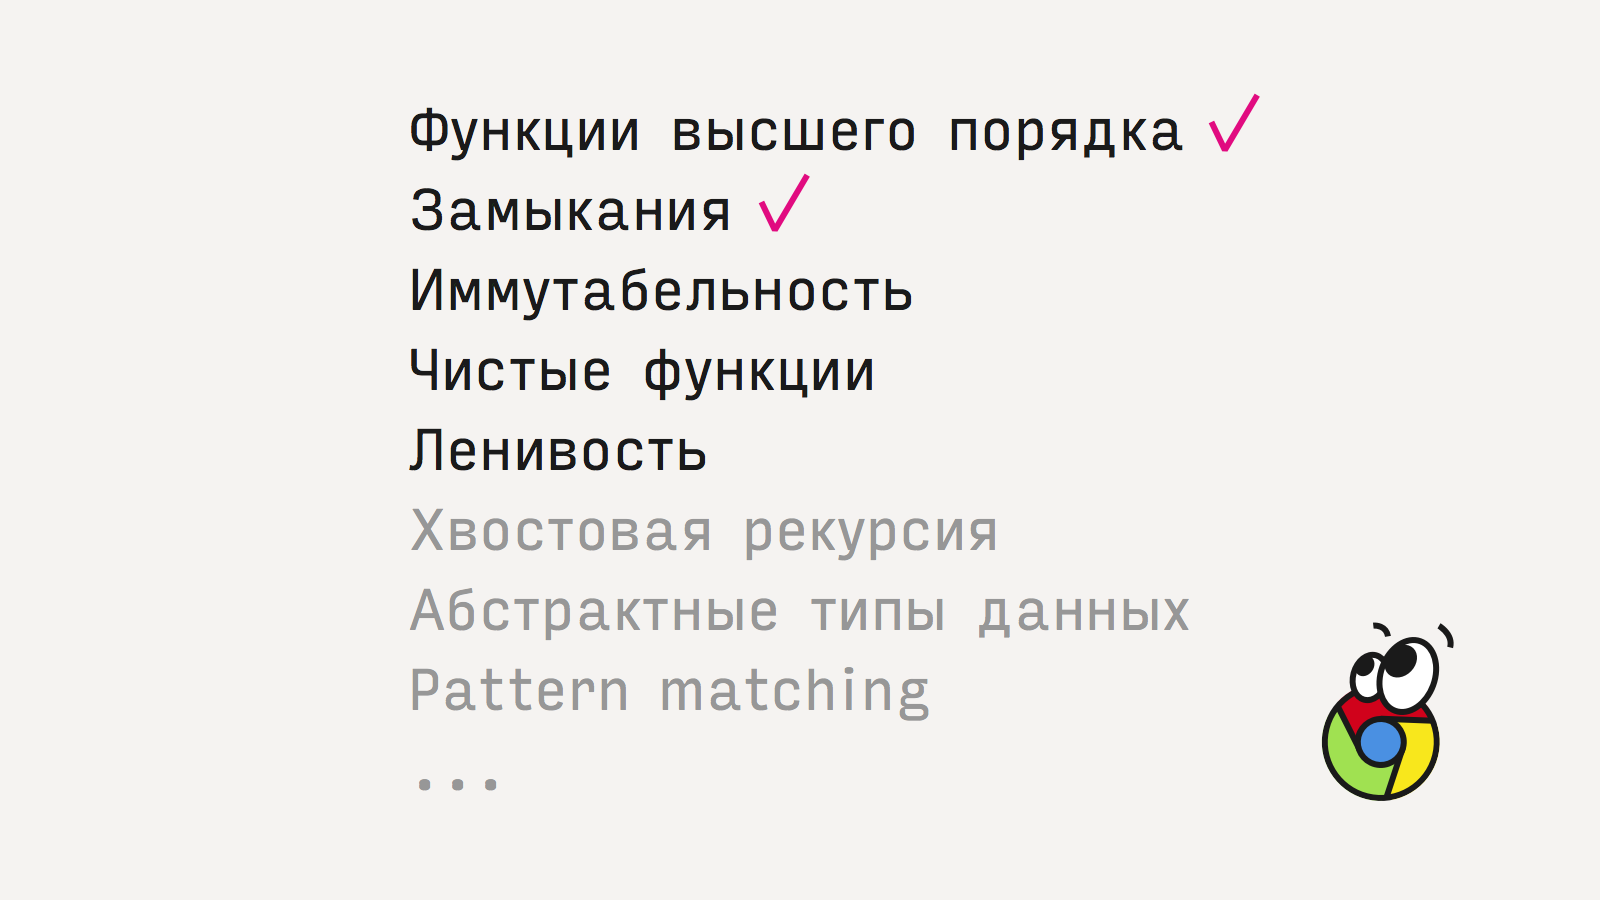 Функции высшего порядка ✓
Замыкания ✓
Иммутабельность
Чистые функции
Ленивость
Хвостовая рекурсия
Абстрактные типы данных
Pattern matching
...